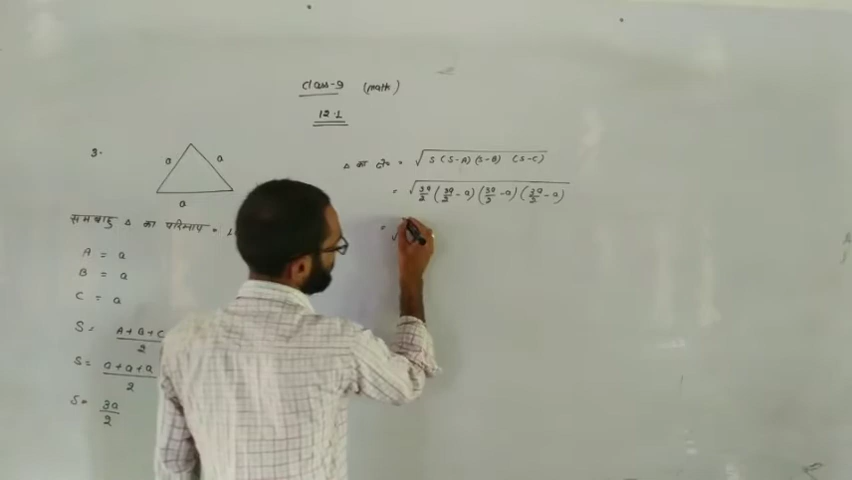 Class-9 (math)
12.1
a a
a
समबाहु Δ का परिमाप =
A = a
B = a
C = a
S = A+B+C/2
S = a+a+a/2
S = 3a/2
Δ का क्षे० = √S(S-A)(S-B)(S-C)
= √3a/2(3a/2-a)(3a/2-a)(3a/2-a)
= √